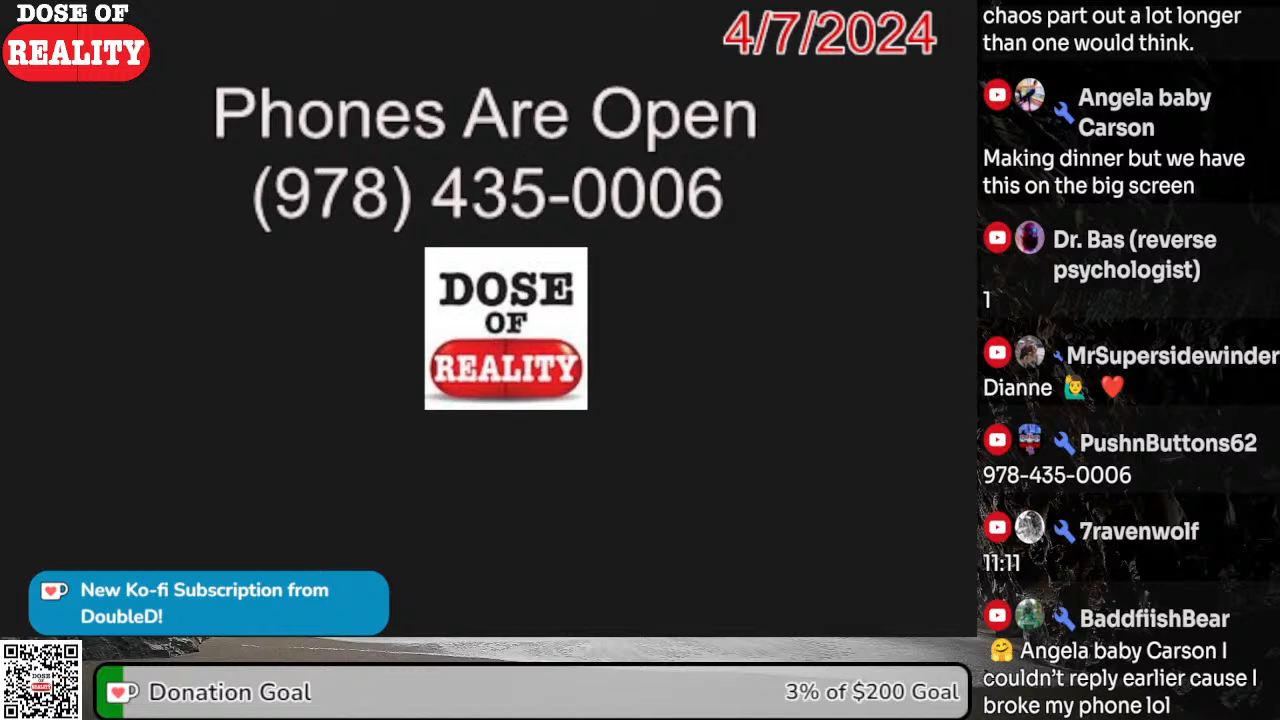 DOSE OF
REALITY
4/7/2024
Phones Are Open
(978) 435-0006
DOSE
OF
REALITY
New Ko-fi Subscription from
DoubleD!
DOSE OF
REALITY
Donation Goal
3% of $200 Goal
chaos part out a lot longer
than one would think.
Angela baby
Carson
Making dinner but we have
this on the big screen
Dr. Bas (reverse
psychologist)
1
MrSupersidewinder
Dianne 🙋‍♂️ ❤️
PushnButtons62
978-435-0006
7ravenwolf
11:11
BaddfiishBear
🤗 Angela baby Carson I
couldn't reply earlier cause I
broke my phone lol